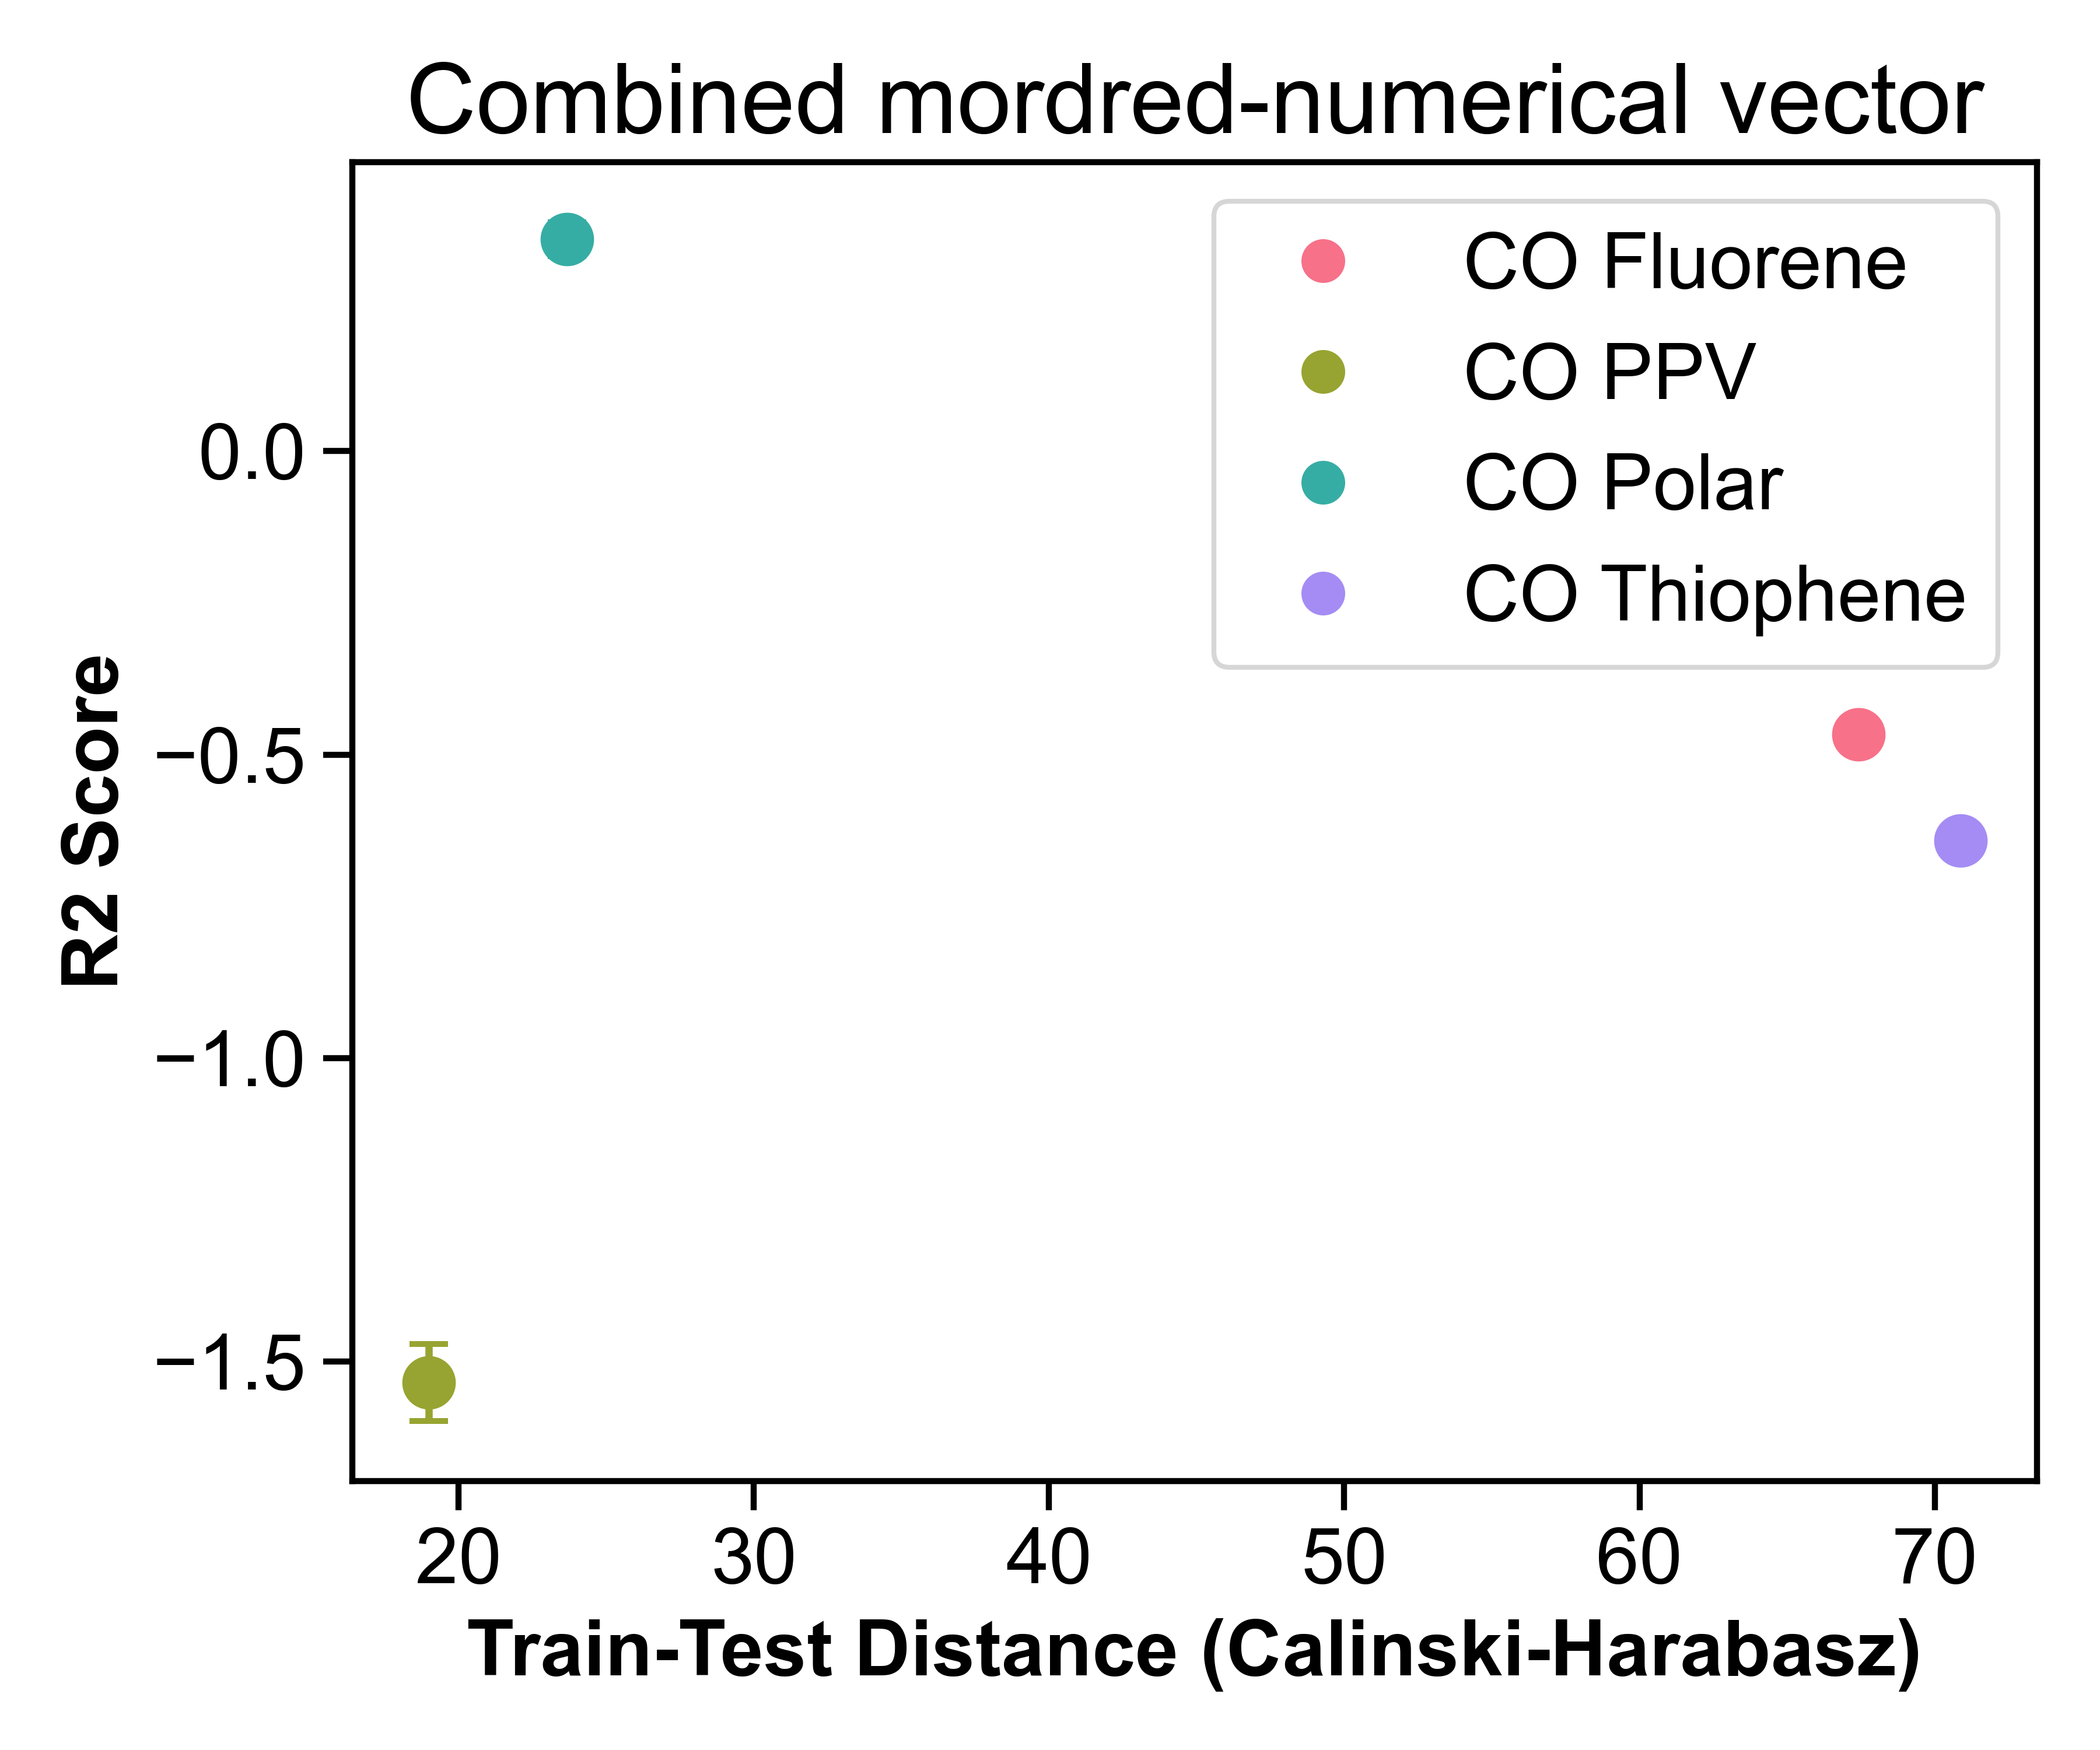 Combined mordred-numerical vector
CO Fluorene
CO PPV
CO Polar
CO Thiophene
R2 Score
0.0
−0.5
−1.0
−1.5
20 30 40 50 60 70
Train-Test Distance (Calinski-Harabasz)